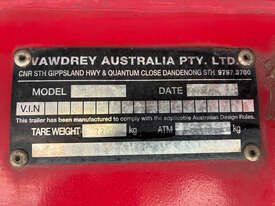 VAWDREY AUSTRALIA PTY. LTD.
CNR STH GIPPSLAND HWY & QUANTUM CLOSE DANDENONG STH. 9797 3700
MODEL DATE
V.I.N
This trailer has been manufactured to comply with the applicable Australian Design Rules.
TARE WEIGHT kg ATM kg